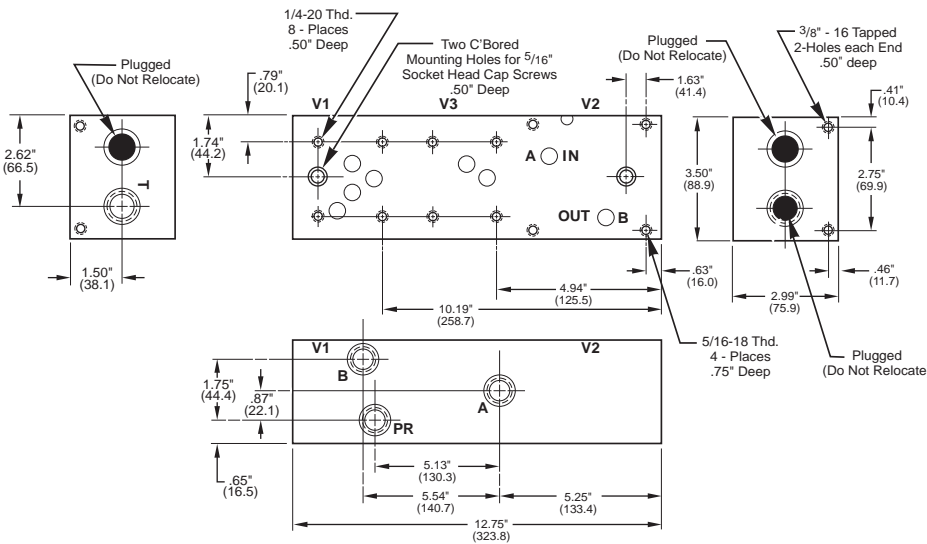 1/4-20 Thd.
8 - Places
.50" Deep
Two C'Bored
Mounting Holes for 5/16"
Socket Head Cap Screws
.50" Deep
Plugged
(Do Not Relocate)
3/8" - 16 Tapped
2-Holes each End
.50" deep
Plugged
(Do Not Relocate)
.79"
(20.1)
V1
V3
V2
1.63"
(41.4)
.41"
(10.4)
2.62"
(66.5)
T
1.74"
(44.2)
A
IN
OUT
B
3.50"
(88.9)
2.75"
(69.9)
1.50"
(38.1)
4.94"
(125.5)
.63"
(16.0)
.46"
(11.7)
10.19"
(258.7)
2.99"
(75.9)
5/16-18 Thd.
4 - Places
.75" Deep
Plugged
(Do Not Relocate
V1
V2
B
A
PR
1.75"
(44.4)
.87"
(22.1)
.65"
(16.5)
5.13"
(130.3)
5.54"
(140.7)
5.25"
(133.4)
12.75"
(323.8)